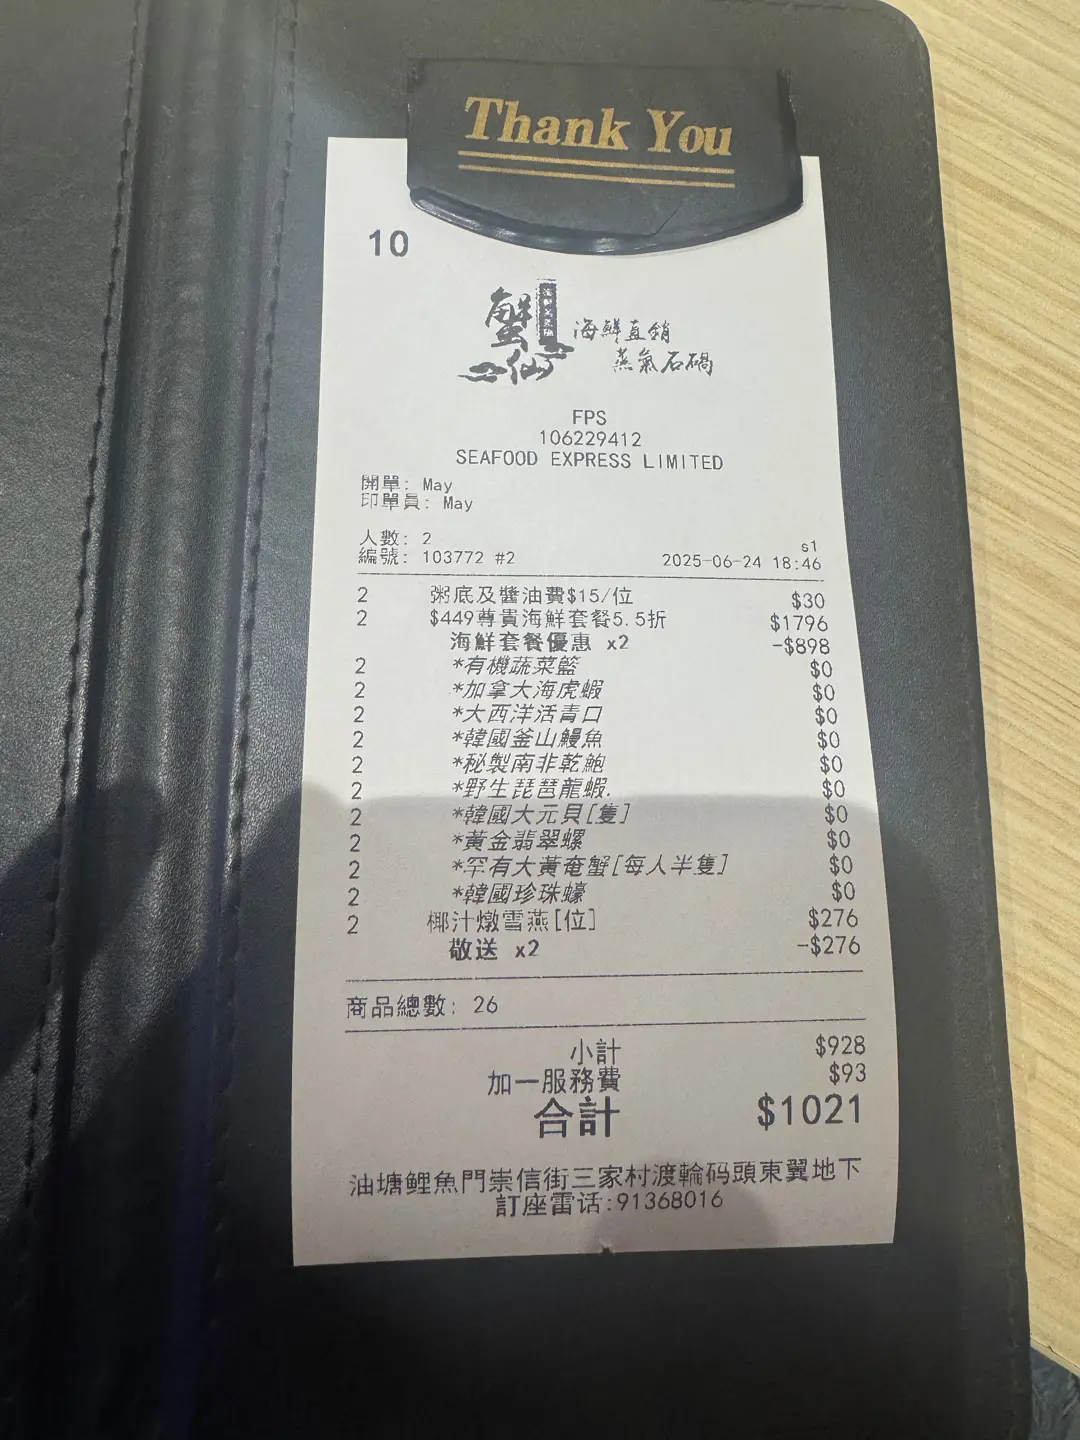 Thank You
10
蟹仙
海鮮直銷
蒸氣石鍋
FPS
106229412
SEAFOOD EXPRESS LIMITED
開單: May
印單員: May
人數: 2
s1
編號: 103772 #2 2025-06-24 18:46
2 粥底及醬油費$15/位 $30
2 $449尊貴海鮮套餐5.5折 $1796
海鮮套餐優惠 x2 -$898
2 *有機蔬菜籃 $0
2 *加拿大海虎蝦 $0
2 *大西洋活青口 $0
2 *韓國釜山鰻魚 $0
2 *秘製南非乾鮑 $0
2 *野生琵琶龍蝦. $0
2 *韓國大元貝[隻] $0
2 *黃金翡翠螺 $0
2 *罕有大黃奄蟹[每人半隻] $0
2 *韓國珍珠蠔 $0
2 椰汁燉雪燕[位] $276
敬送 x2 -$276
商品總數: 26
小計 $928
加一服務費 $93
合計 $1021
油塘鯉魚門崇信街三家村渡輪码頭東翼地下
訂座電话:91368016